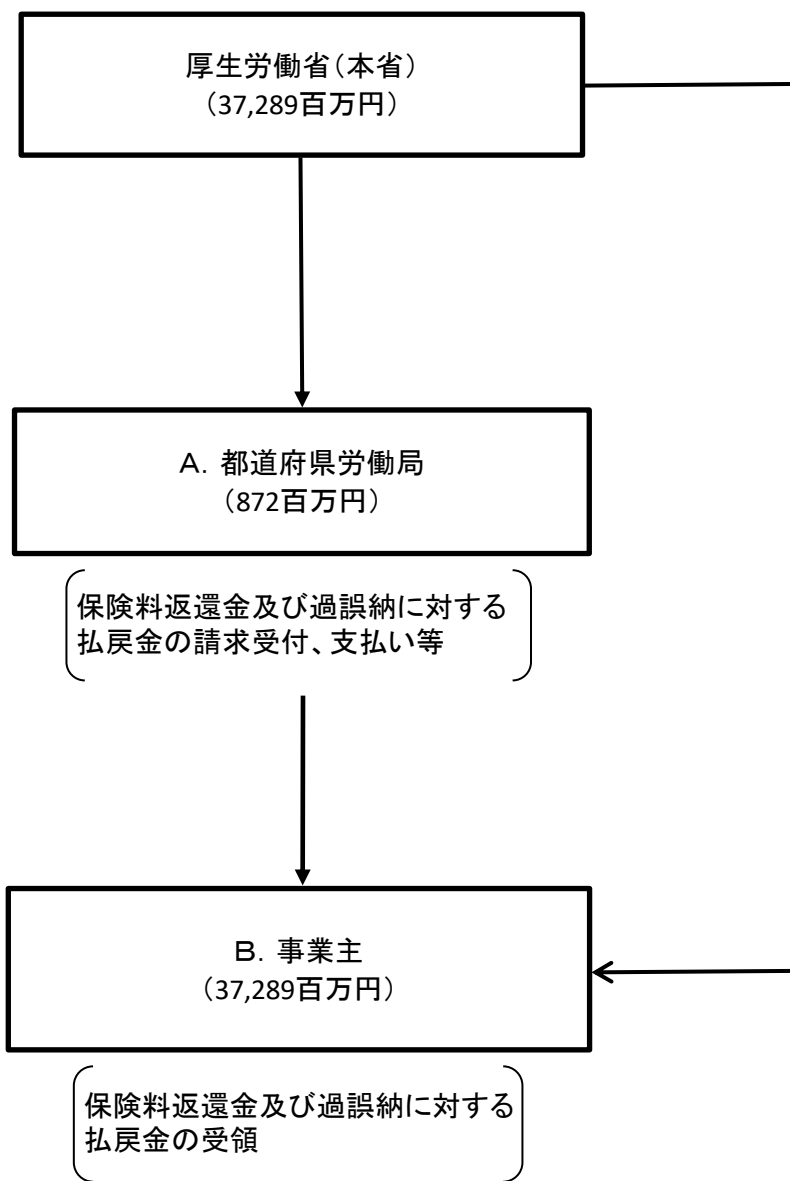 厚生労働省(本省)
(37,289百万円)
A. 都道府県労働局
(872百万円)
保険料返還金及び過誤納に対する
払戻金の請求受付、支払い等
B. 事業主
(37,289百万円)
保険料返還金及び過誤納に対する
払戻金の受領